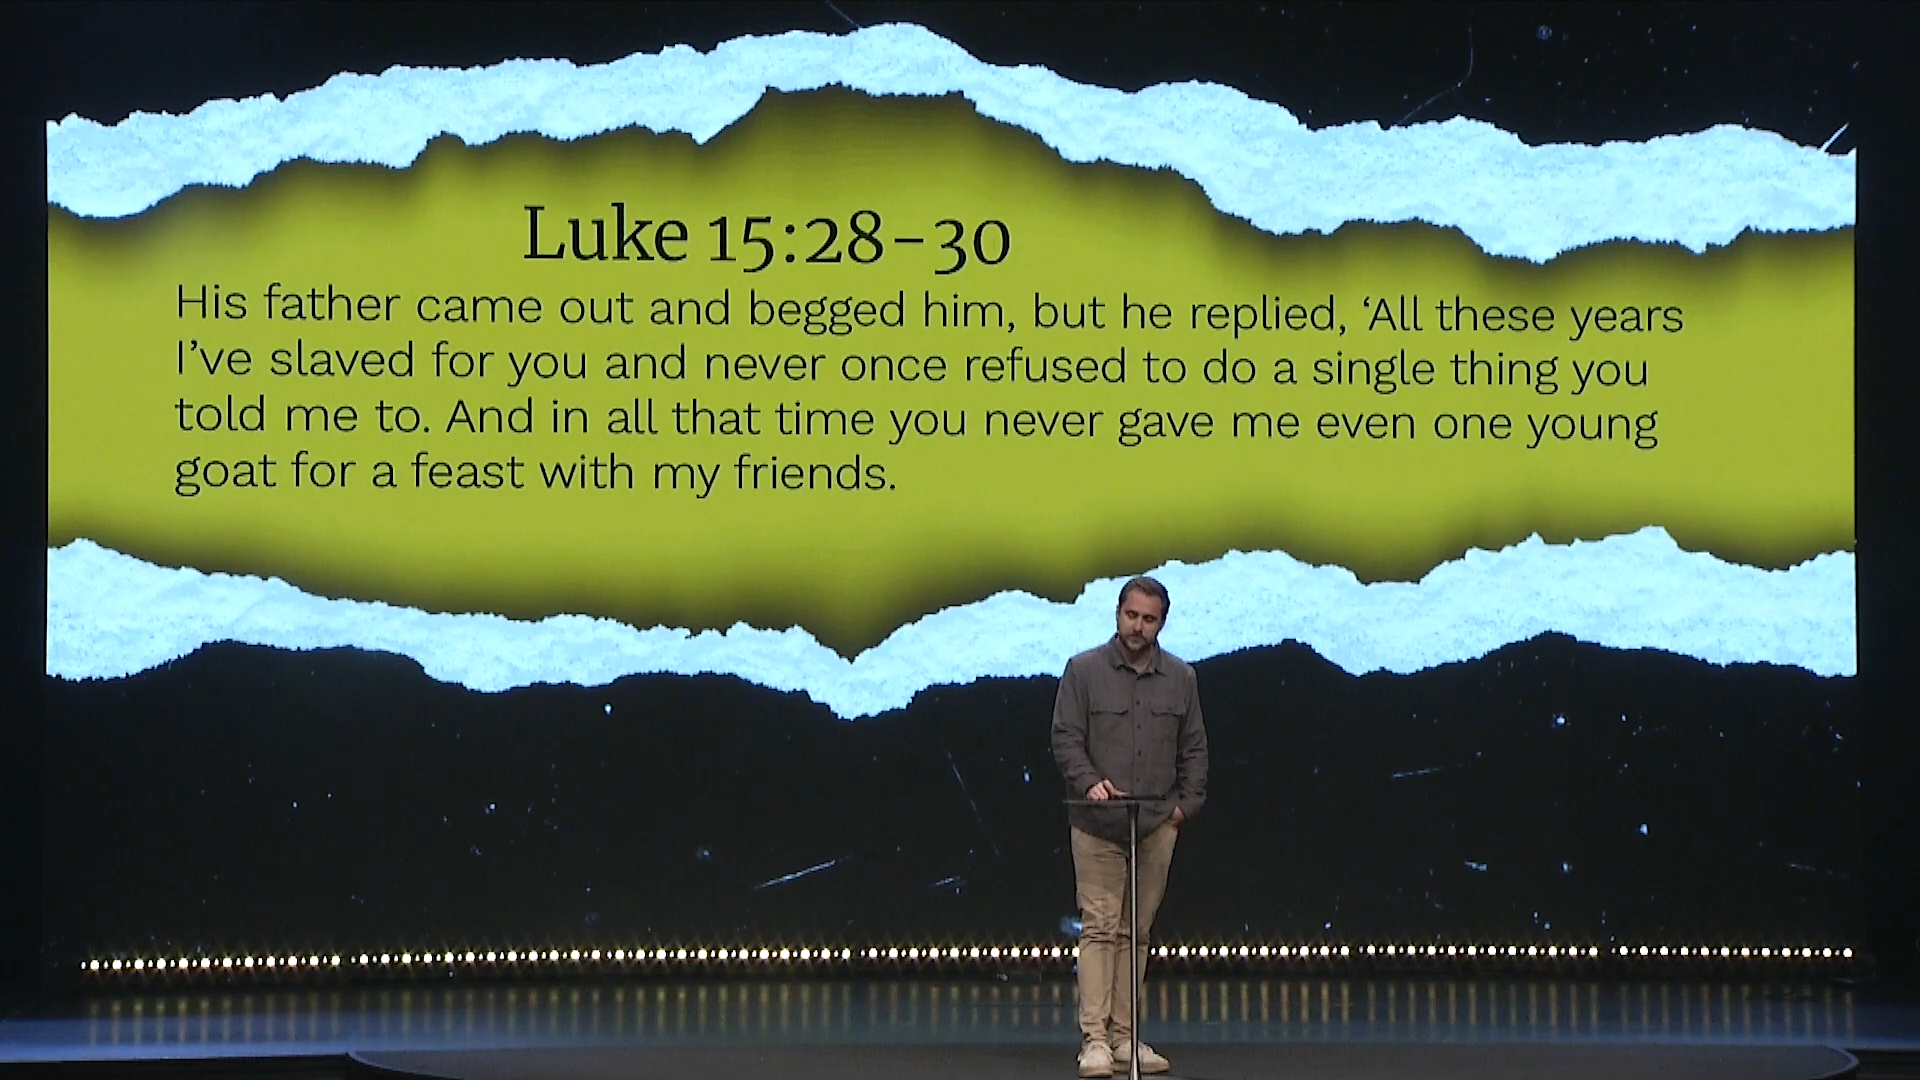 Luke 15:28–30
His father came out and begged him, but he replied, ‘All these years
I’ve slaved for you and never once refused to do a single thing you
told me to. And in all that time you never gave me even one young
goat for a feast with my friends.